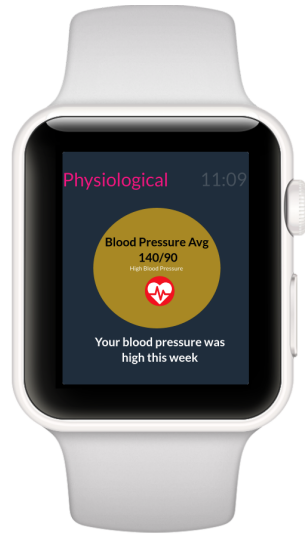 Physiological 11:09
Blood Pressure Avg
140/90
High Blood Pressure
Your blood pressure was
high this week